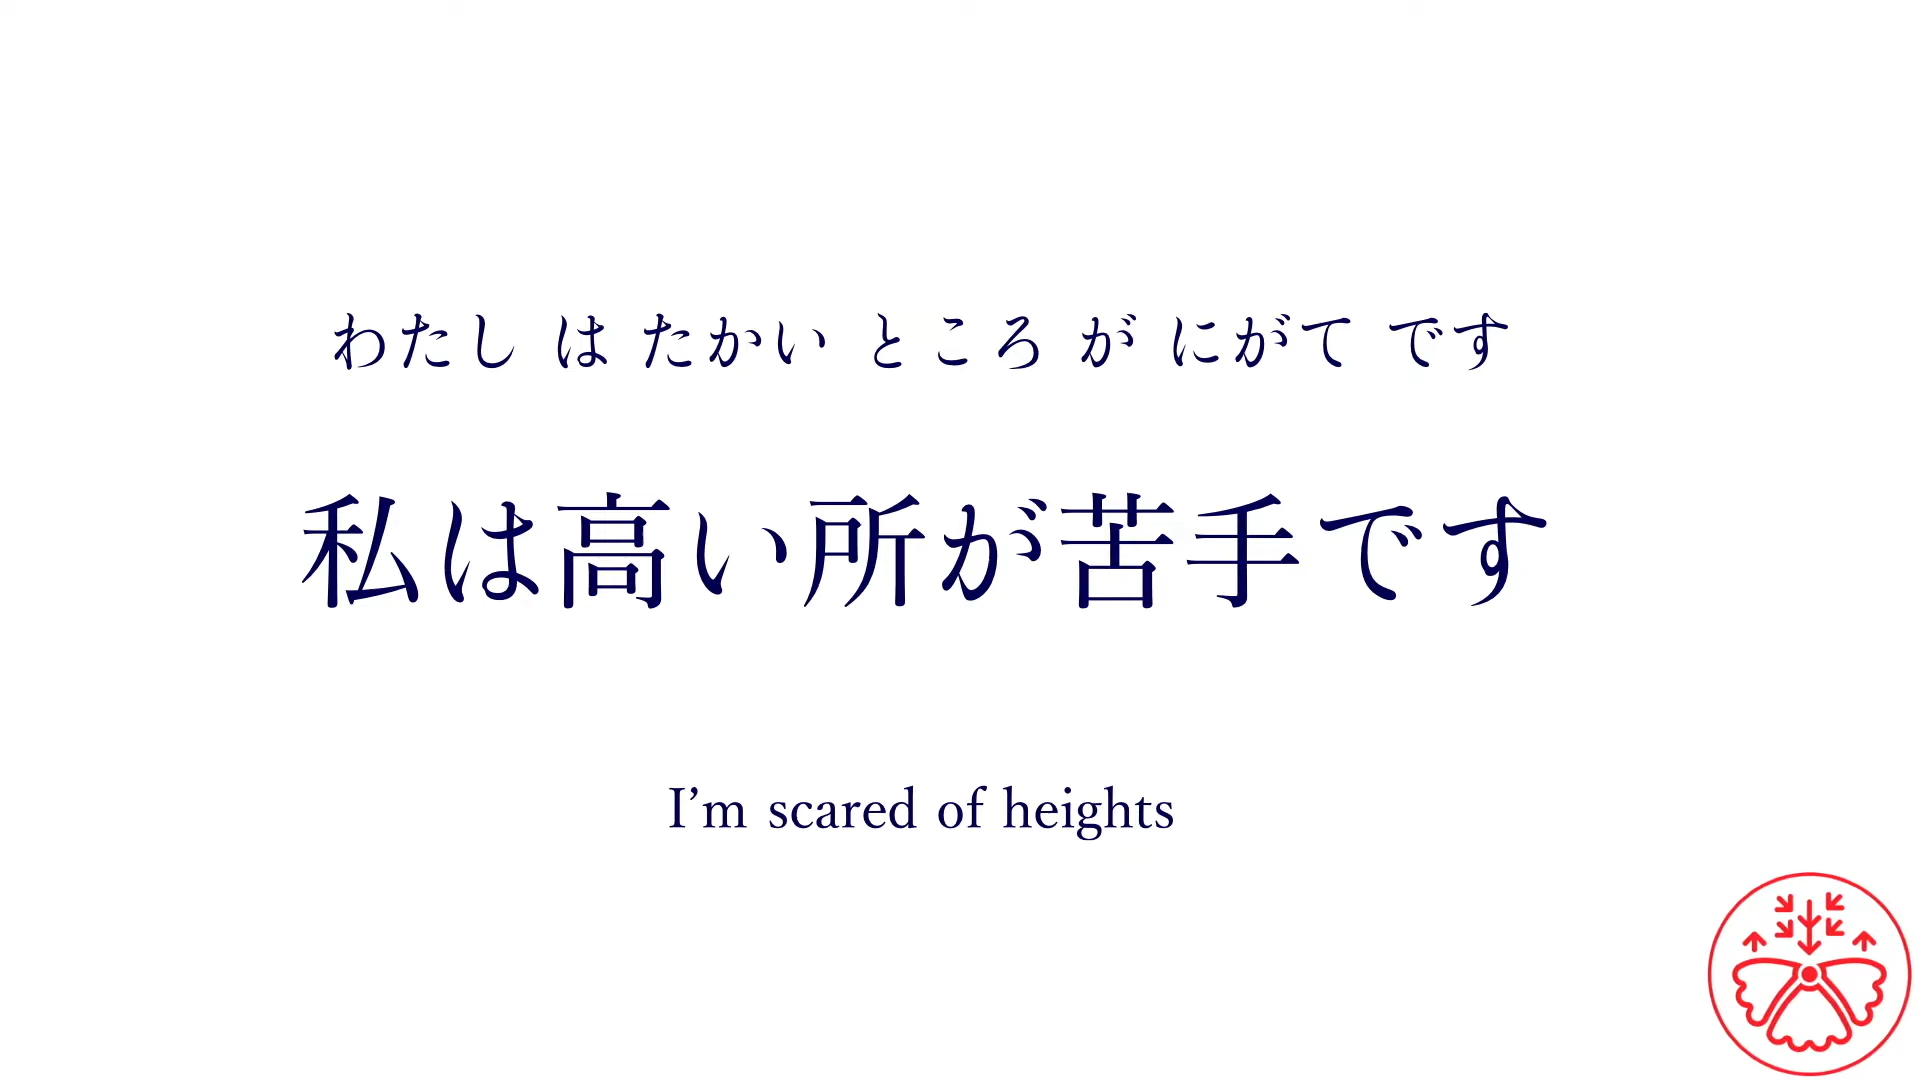 わたし は たかい ところ が にがて です
私は高い所が苦手です
I’m scared of heights